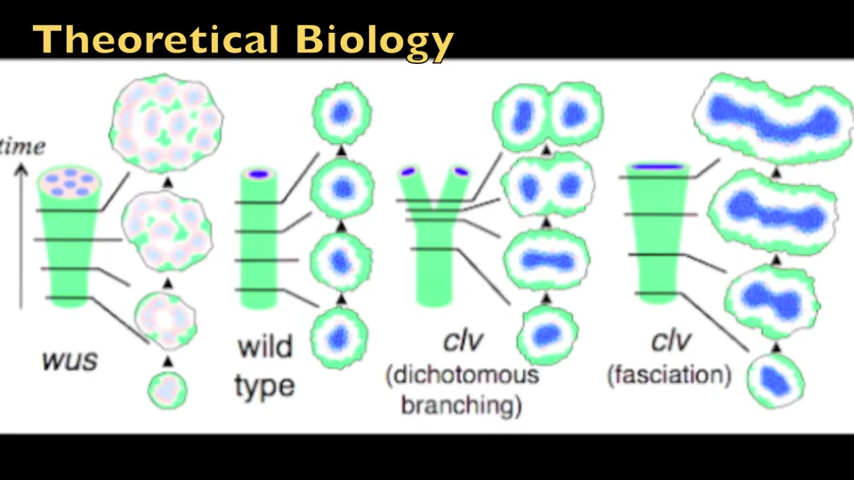 Theoretical Biology
time
wus
wild
type
clv
(dichotomous
branching)
clv
(fasciation)